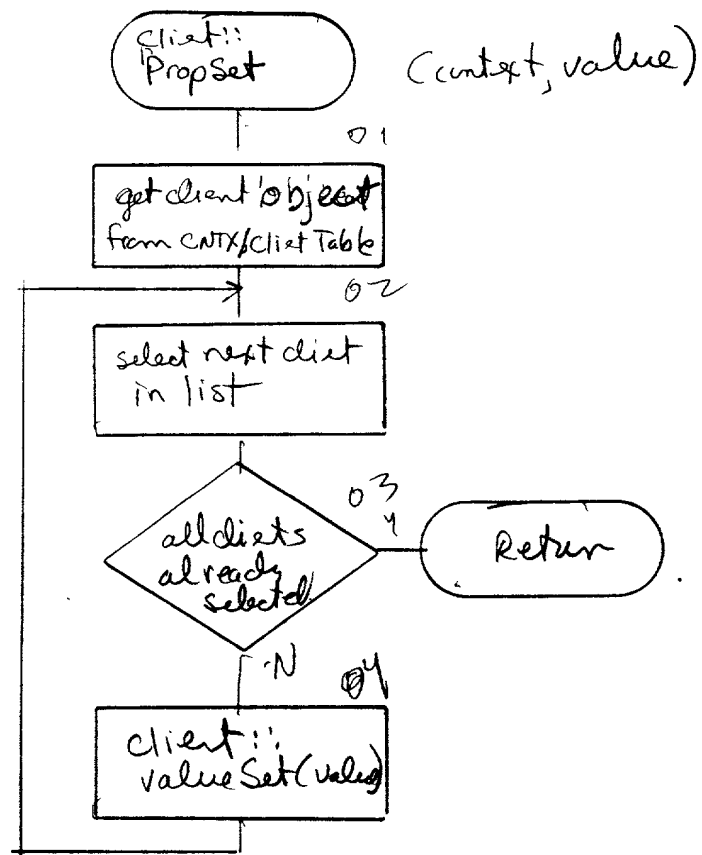 Client::
PropSet
(context, value)
01
get client object
from CNTX/Client Table
02
select next client
in list
03
Y
all clients
already
selected
Return
N
04
client::
valueSet(value)